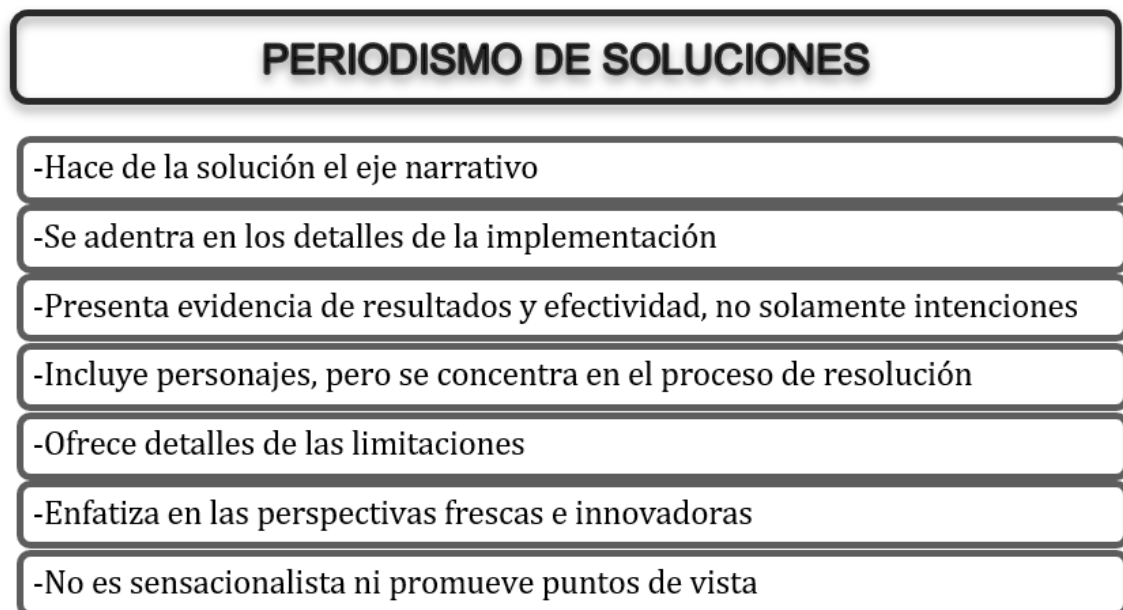 PERIODISMO DE SOLUCIONES
-Hace de la solución el eje narrativo
-Se adentra en los detalles de la implementación
-Presenta evidencia de resultados y efectividad, no solamente intenciones
-Incluye personajes, pero se concentra en el proceso de resolución
-Ofrece detalles de las limitaciones
-Enfatiza en las perspectivas frescas e innovadoras
-No es sensacionalista ni promueve puntos de vista